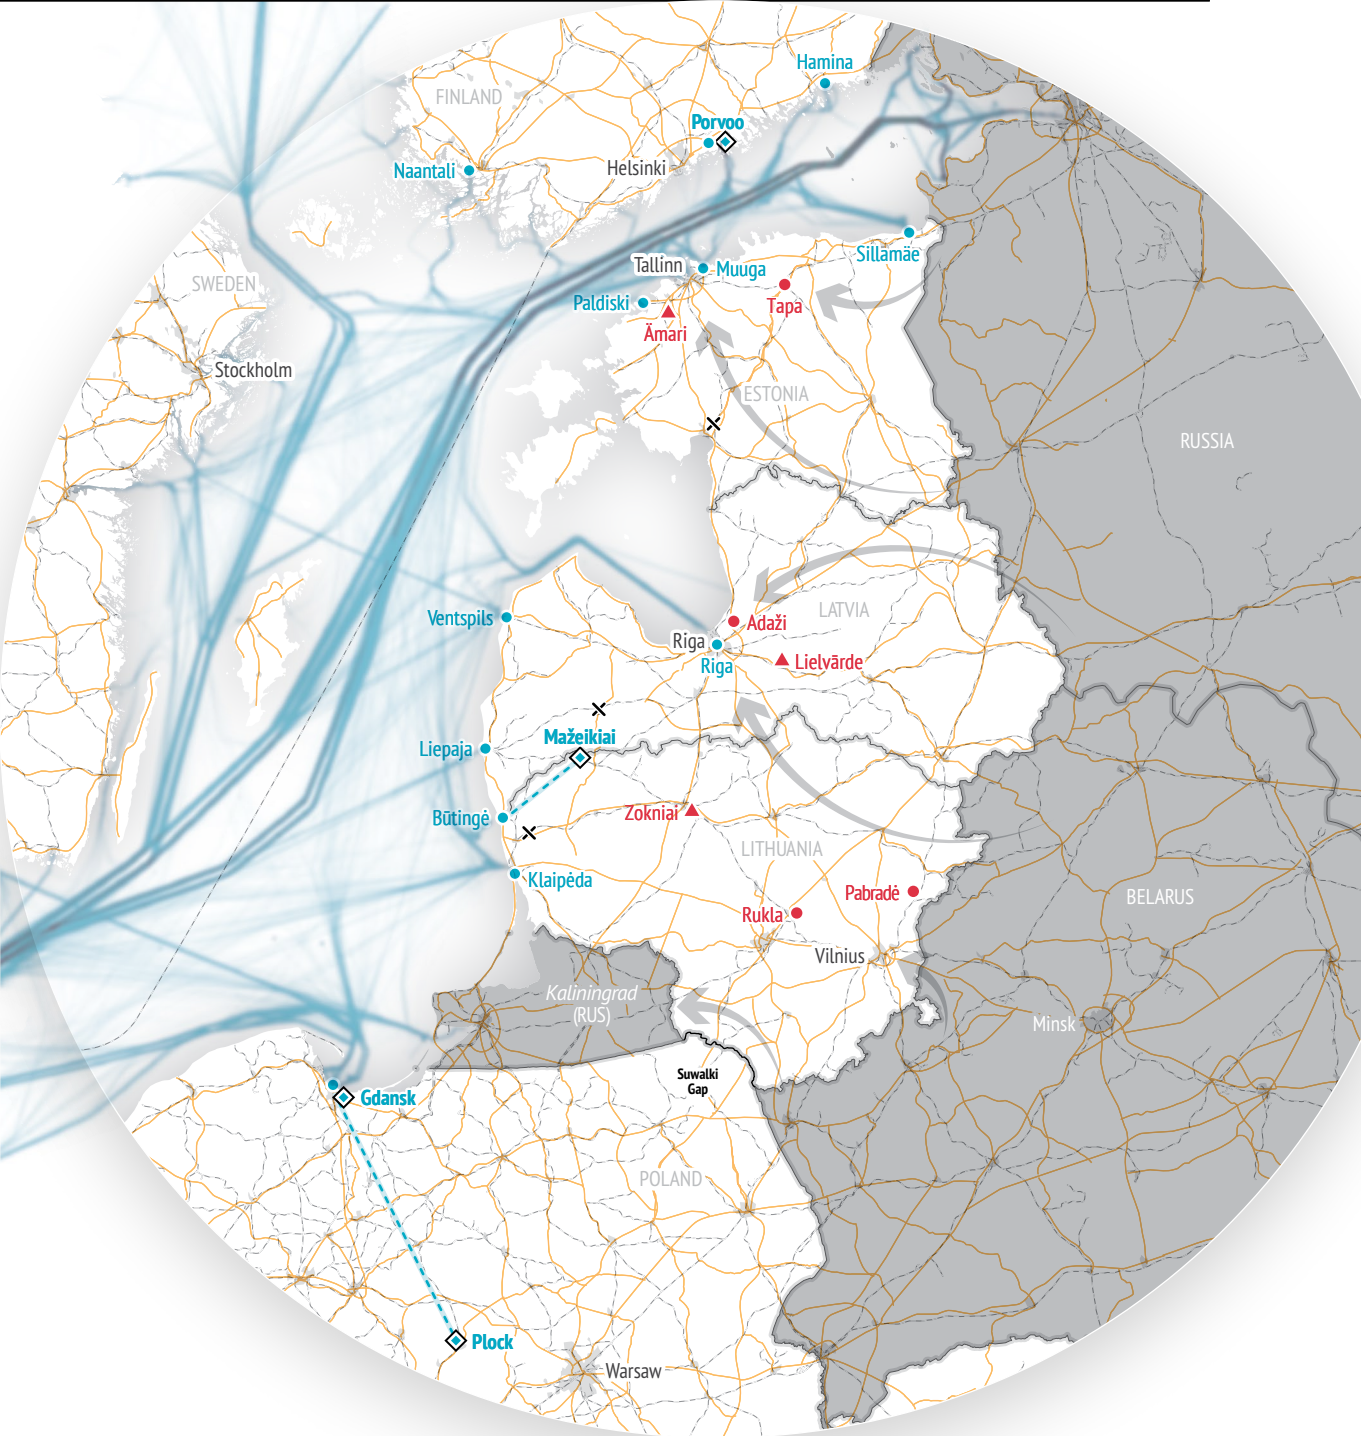 Hamina
FINLAND
Porvoo
Helsinki
Naantali
Sillamäe
Tallinn
Muuga
SWEDEN
Paldiski
Tapa
Ämari
Stockholm
ESTONIA
RUSSIA
Ventspils
LATVIA
Adaži
Riga
Riga
Lielvārde
Mažeikiai
Liepaja
Būtingė
Zokniai
LITHUANIA
Klaipėda
Pabradė
BELARUS
Rukla
Vilnius
Kaliningrad
(RUS)
Minsk
Suwalki
Gap
Gdansk
POLAND
Plock
Warsaw